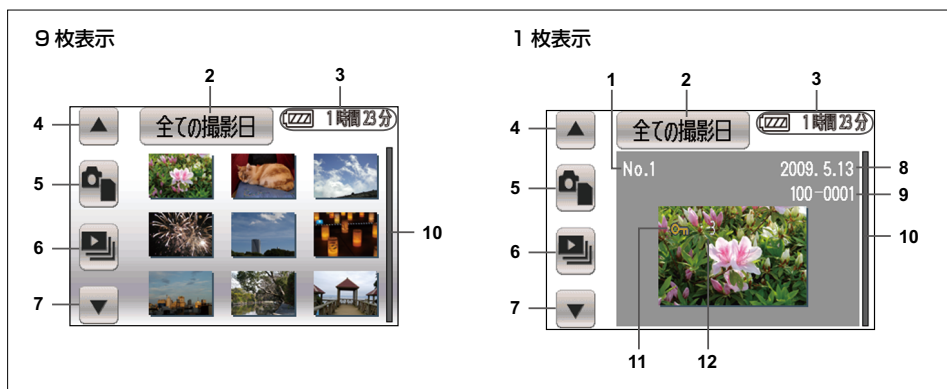 9 枚表示
2 3
4 全ての撮影日 1時間23分
5
6
10
7
1 枚表示
1 2 3
4 全ての撮影日 1時間23分
No.1 2009. 5.13 8
5 100-0001 9
6 10
7
11 12